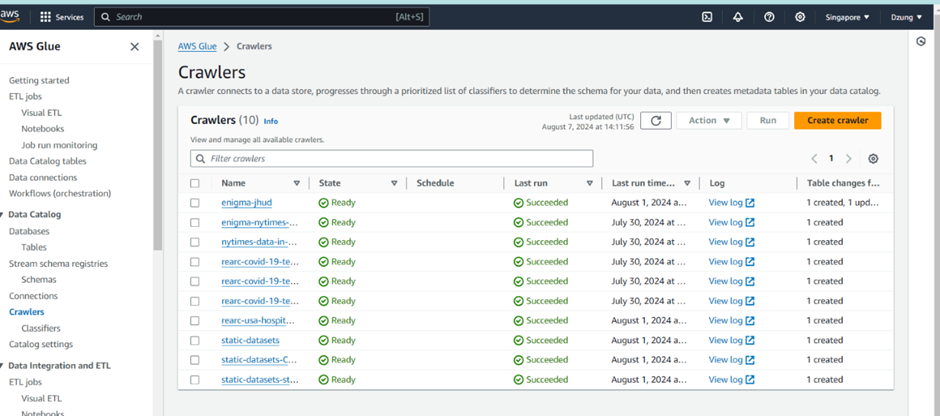 aws
Services
Search [Alt+S]
Singapore
Dzung
AWS Glue
Getting started
ETL jobs
Visual ETL
Notebooks
Job run monitoring
Data Catalog tables
Data connections
Workflows (orchestration)
Data Catalog
Databases
Tables
Stream schema registries
Schemas
Connections
Crawlers
Classifiers
Catalog settings
Data Integration and ETL
ETL jobs
Visual ETL
Notebooks
AWS Glue > Crawlers
Crawlers
A crawler connects to a data store, progresses through a prioritized list of classifiers to determine the schema for your data, and then creates metadata tables in your data catalog.
Crawlers (10) Info
Last updated (UTC)
August 7, 2024 at 14:11:56
Action
Run
Create crawler
View and manage all available crawlers.
Filter crawlers
1
Name State Schedule Last run Last run time... Log Table changes f...
enigma-jhud Ready Succeeded August 1, 2024 a... View log 1 created, 1 upd...
enigma-nytimes-... Ready Succeeded July 30, 2024 at ... View log 1 created
nytimes-data-in-... Ready Succeeded July 30, 2024 at ... View log 1 created
rearc-covid-19-te... Ready Succeeded July 30, 2024 at ... View log 1 created
rearc-covid-19-te... Ready Succeeded July 30, 2024 at ... View log 1 created
rearc-covid-19-te... Ready Succeeded July 30, 2024 at ... View log 1 created
rearc-usa-hospit... Ready Succeeded August 1, 2024 a... View log 1 created
static-datasets Ready Succeeded August 1, 2024 a... View log 1 created
static-datasets-C... Ready Succeeded August 1, 2024 a... View log 1 created
static-datasets-st... Ready Succeeded August 1, 2024 a... View log 1 created